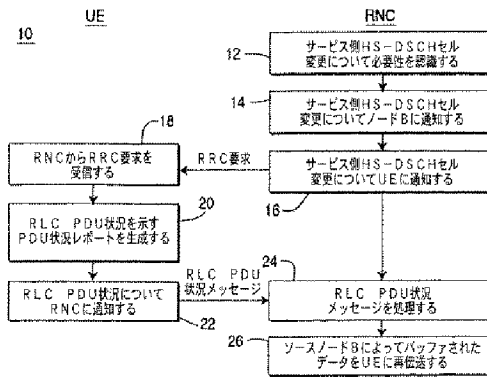 UE
RNC
10
12
サービス側HS-DSCHセル
変更について必要性を認識する
14
サービス側HS-DSCHセル
変更についてノードBに通知する
18
RNCからRRC要求を
受信する
RRC要求
サービス側HS-DSCHセル
変更についてUEに通知する
16
20
RLC PDU状況を示す
PDU状況レポートを生成する
RLC PDU
状況メッセージ
24
RLC PDU状況について
RNCに通知する
22
RLC PDU状況
メッセージを処理する
26
ソースノードBによってバッファされた
データをUEに再伝送する